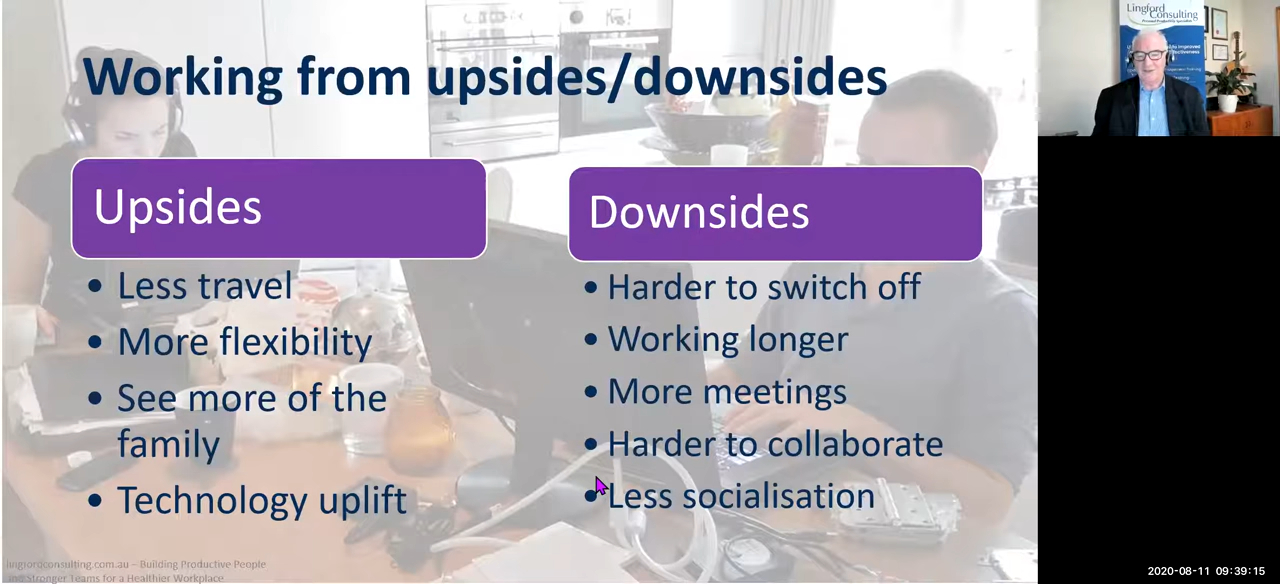 Working from upsides/downsides
Upsides
• Less travel
• More flexibility
• See more of the
family
• Technology uplift
Downsides
• Harder to switch off
• Working longer
• More meetings
• Harder to collaborate
• Less socialisation
lingfordconsulting.com.au – Building Productive People
and Stronger Teams for a Healthier Workplace.
Lingford
Consulting
2020-08-11 09:39:15